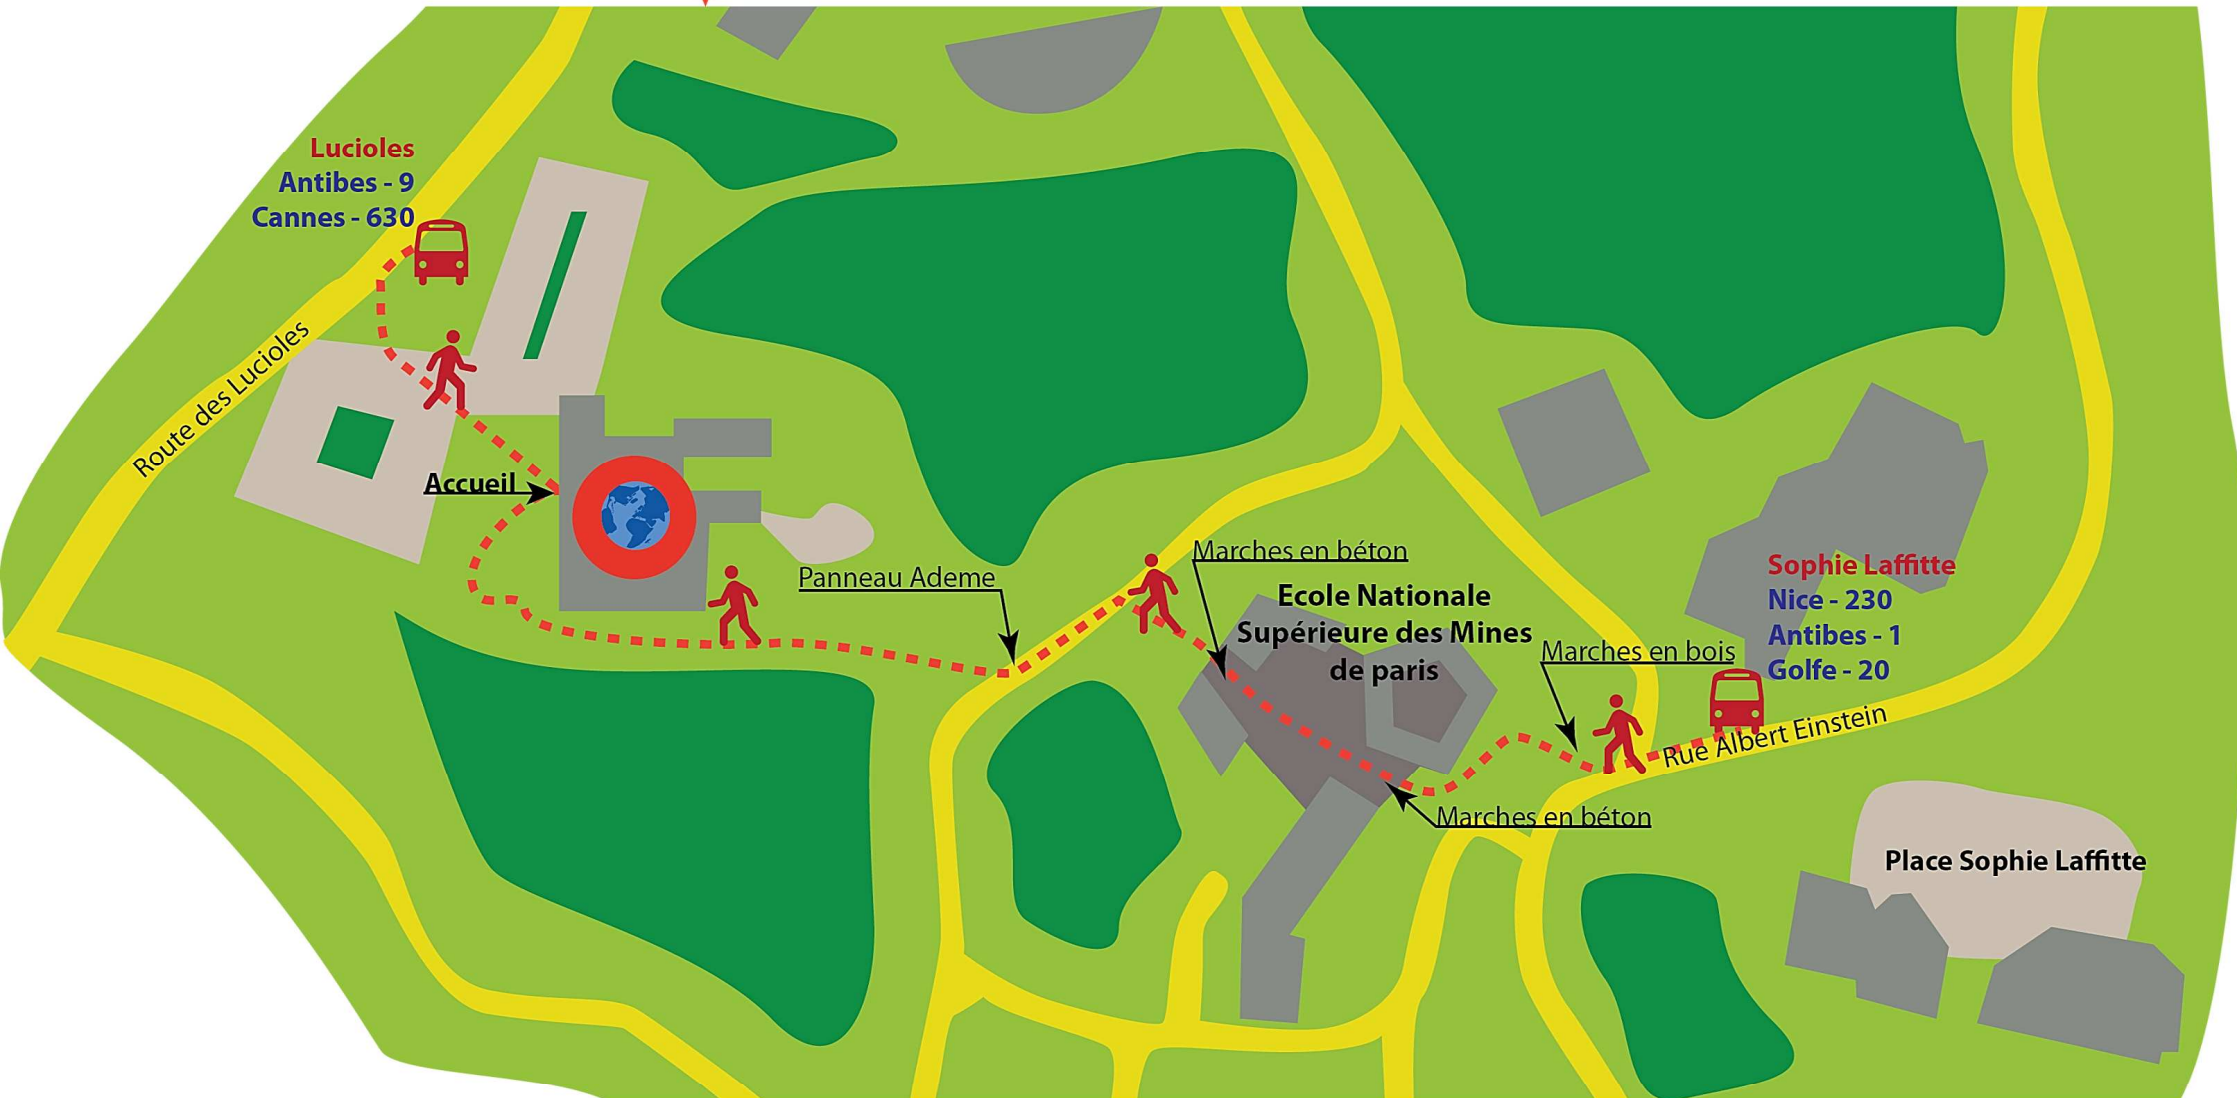 Lucioles
Antibes - 9
Cannes - 630
Route des Lucioles
Accueil
Panneau Ademe
Marches en béton
Ecole Nationale
Supérieure des Mines
de paris
Marches en bois
Sophie Laffitte
Nice - 230
Antibes - 1
Golfe - 20
Rue Albert Einstein
Marches en béton
Place Sophie Laffitte